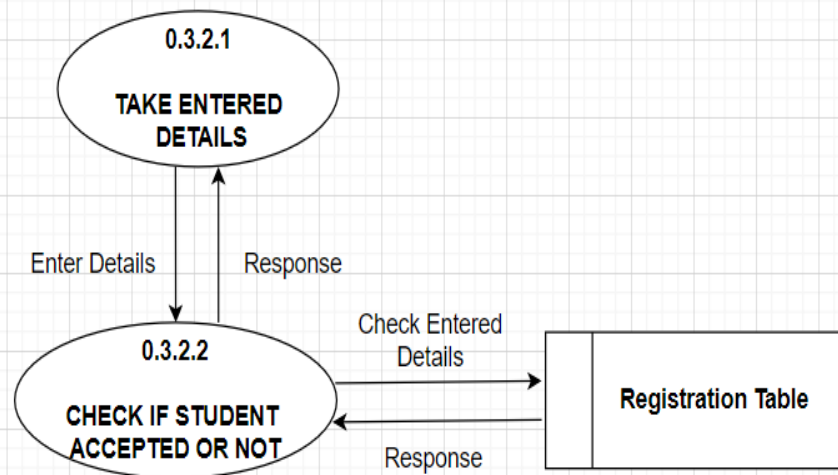 0.3.2.1
TAKE ENTERED
DETAILS
Enter Details
Response
Check Entered
Details
0.3.2.2
CHECK IF STUDENT
ACCEPTED OR NOT
Registration Table
Response